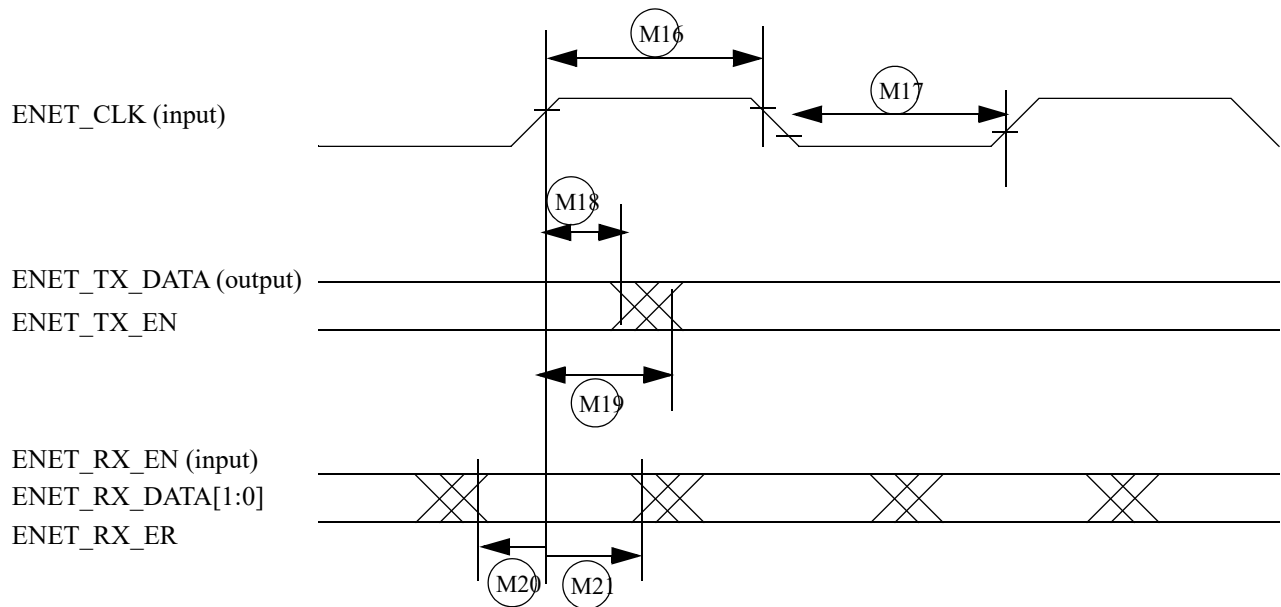 M16
ENET_CLK (input)
M17
M18
ENET_TX_DATA (output)
ENET_TX_EN
M19
ENET_RX_EN (input)
ENET_RX_DATA[1:0]
ENET_RX_ER
M20
M21